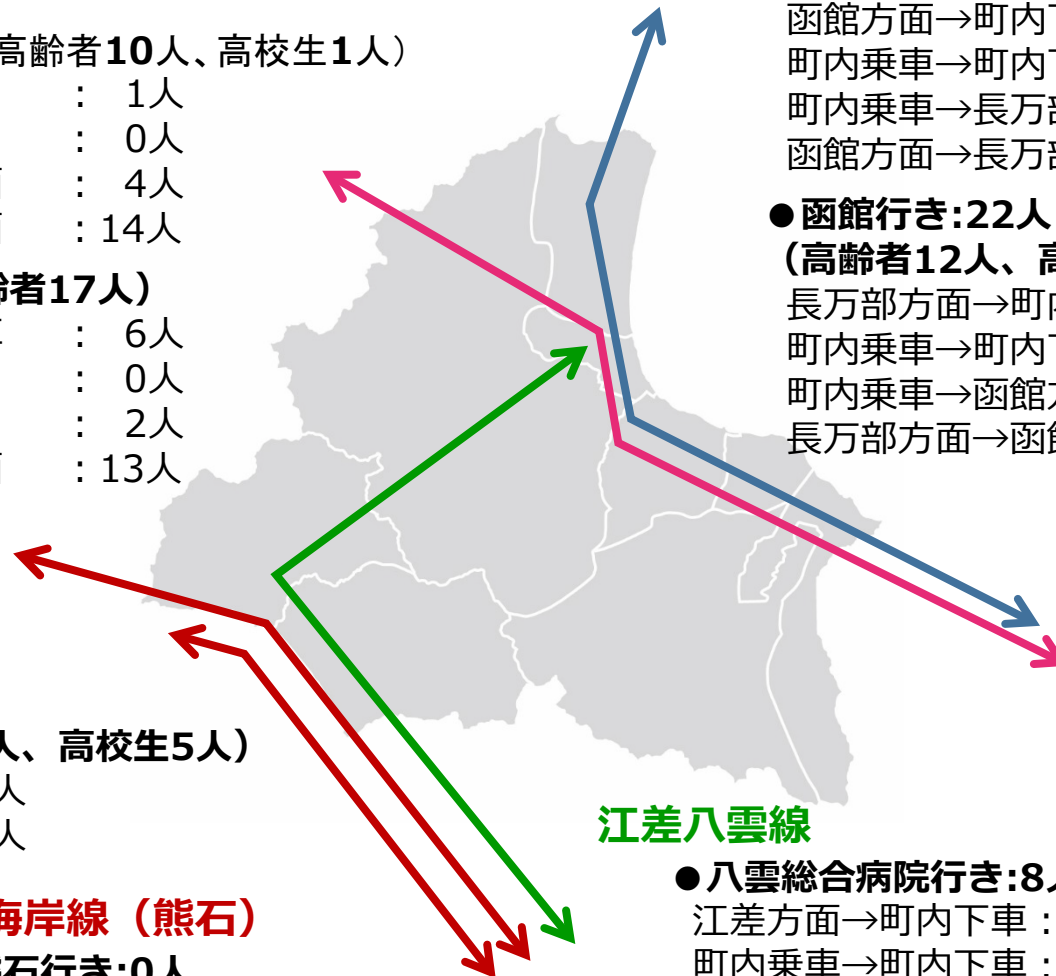 高齢者10人、高校生1人）
： 1人
： 0人
： 4人
：14人
者17人）
： 6人
： 0人
： 2人
：13人
人、高校生5人）
人
人
海岸線（熊石）
石行き:0人
函館方面→町内
町内乗車→町内
町内乗車→長万
函館方面→長万
●函館行き:22人
（高齢者12人、高
長万部方面→町内
町内乗車→町内
町内乗車→函館
長万部方面→函
江差八雲線
●八雲総合病院行き:8
江差方面→町内下車：
町内乗車→町内下車：